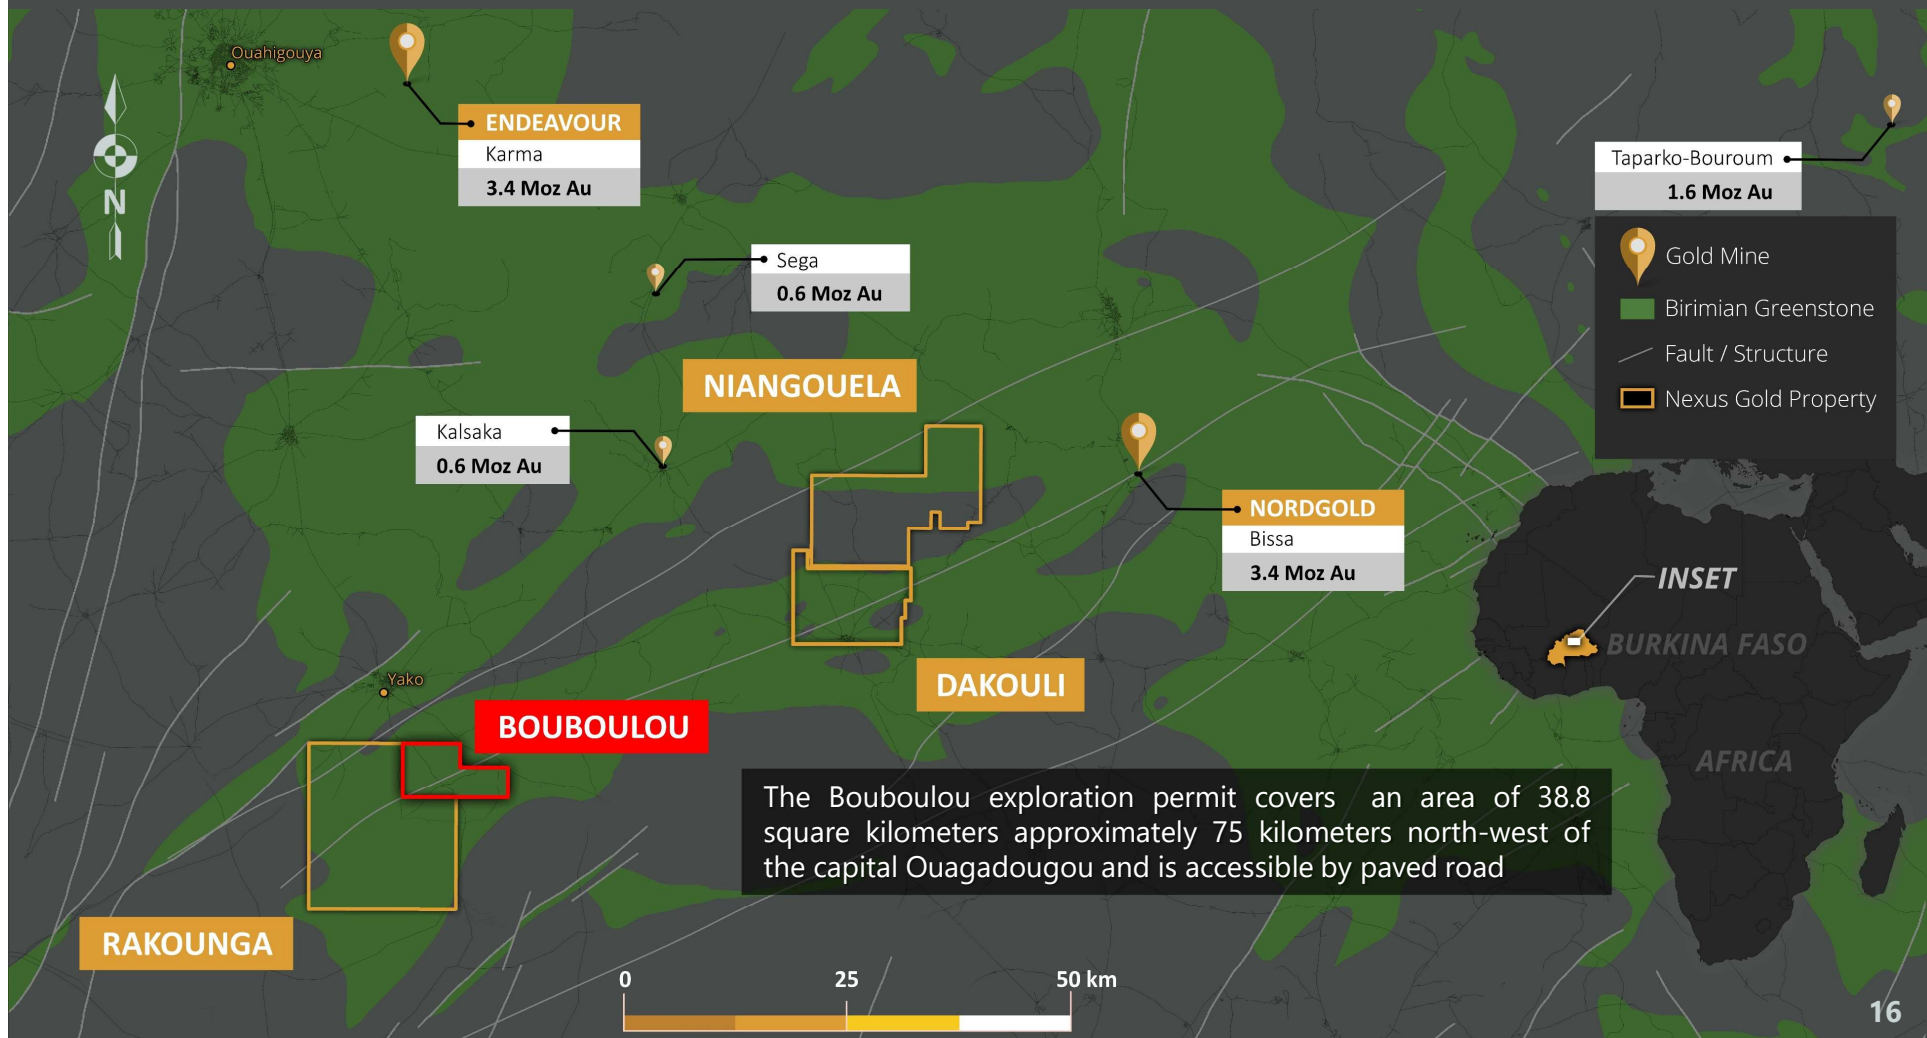 Ouahigouya
ENDEAVOUR
Karma
3.4 Moz Au
N
Taparko-Bouroum
1.6 Moz Au
Sega
0.6 Moz Au
Gold Mine
Birimian Greenstone
Fault / Structure
Nexus Gold Property
NIANGOUELA
Kalsaka
0.6 Moz Au
NORDGOLD
Bissa
3.4 Moz Au
INSET
BURKINA FASO
AFRICA
Yako
DAKOULI
BOUBOULOU
The Bouboulou exploration permit covers an area of 38.8
square kilometers approximately 75 kilometers north-west of
the capital Ouagadougou and is accessible by paved road
RAKOUNGA
0 25 50 km
16